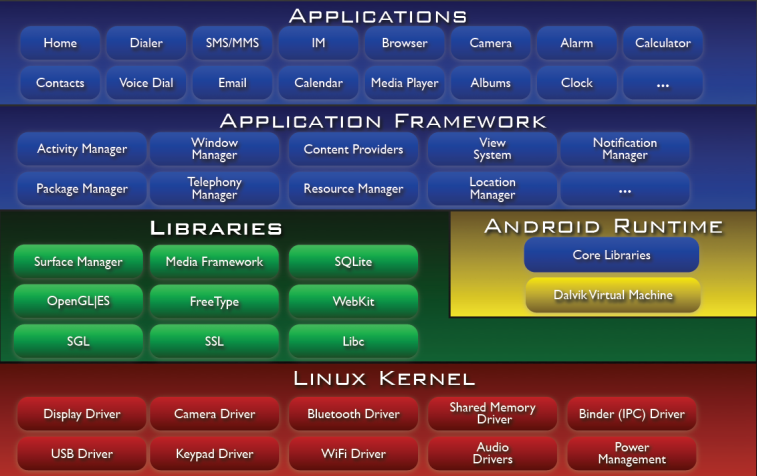 APPLICATIONS
Home Dialer SMS/MMS IM Browser Camera Alarm Calculator
Contacts Voice Dial Email Calendar Media Player Albums Clock ...
APPLICATION FRAMEWORK
Activity Manager Window Manager Content Providers View System Notification Manager
Package Manager Telephony Manager Resource Manager Location Manager ...
LIBRARIES
Surface Manager Media Framework SQLite
OpenGL|ES FreeType WebKit
SGL SSL Libc
ANDROID RUNTIME
Core Libraries
Dalvik Virtual Machine
LINUX KERNEL
Display Driver Camera Driver Bluetooth Driver Shared Memory Driver Binder (IPC) Driver
USB Driver Keypad Driver WiFi Driver Audio Drivers Power Management